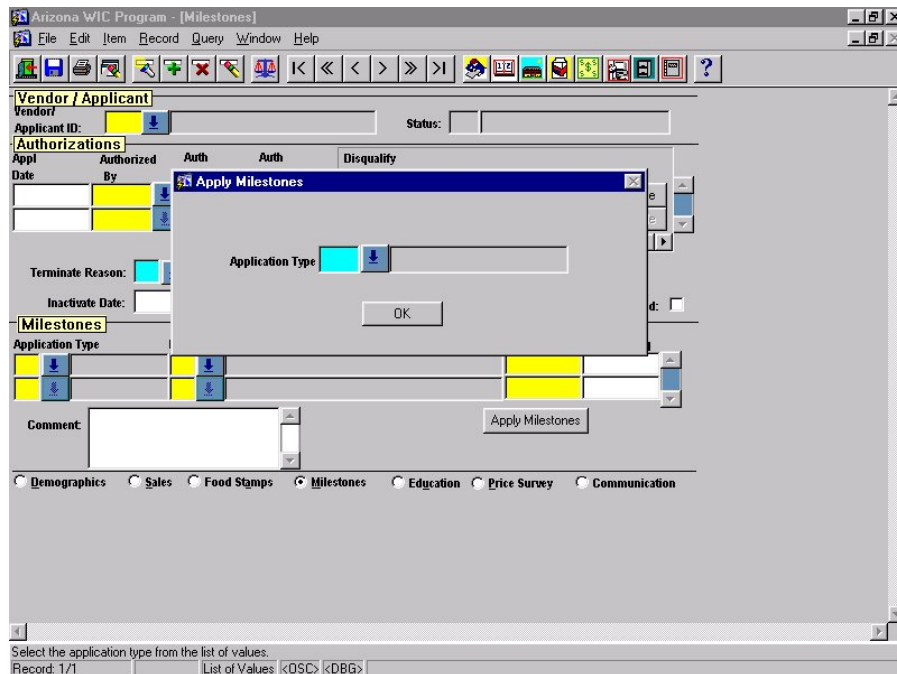 Arizona WIC Program - [Milestones]
File Edit Item Record Query Window Help
Vendor / Applicant
Vendor/
Applicant ID:
Status:
Authorizations
Appl Authorized Auth Auth Disqualify
Date By
Apply Milestones
e
e
Application Type
Terminate Reason:
OK
Inactivate Date:
d:
Milestones
Application Type
Comment:
Apply Milestones
Demographics Sales Food Stamps Milestones Education Price Survey Communication
Select the application type from the list of values.
Record: 1/1 List of Values <OSC> <DBG>